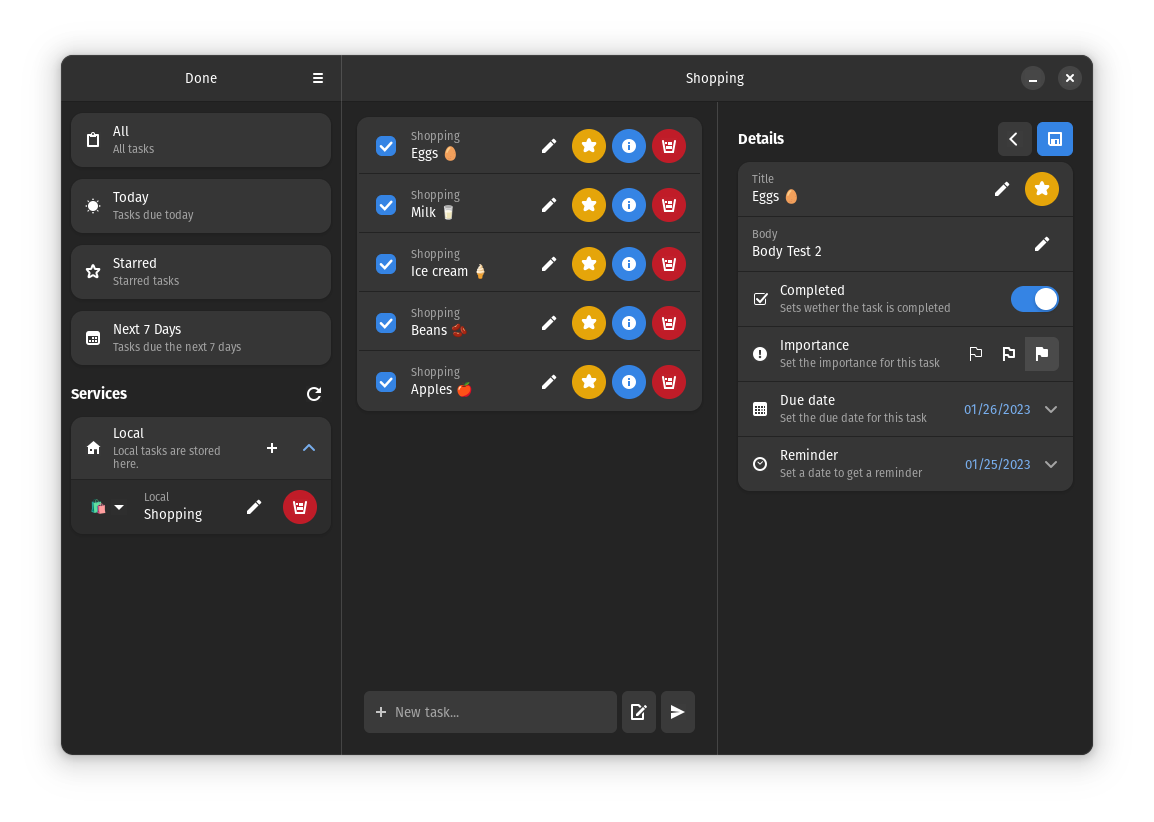 Done
All
All tasks
Today
Tasks due today
Starred
Starred tasks
Next 7 Days
Tasks due the next 7 days
Services
Local
Local tasks are stored
here.
Local
Shopping
Shopping
Shopping
Eggs 🥚
Shopping
Milk 🥛
Shopping
Ice cream 🍦
Shopping
Beans 🫘
Shopping
Apples 🍎
New task...
Details
Title
Eggs 🥚
Body
Body Test 2
Completed
Sets wether the task is completed
Importance
Set the importance for this task
Due date
Set the due date for this task
01/26/2023
Reminder
Set a date to get a reminder
01/25/2023